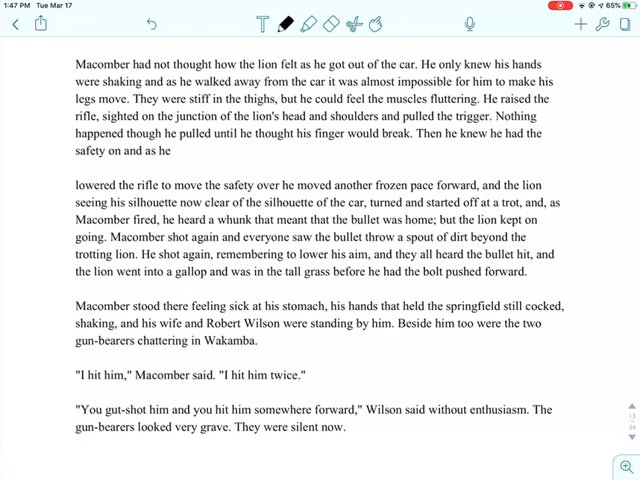 1:47 PM Tue Mar 17
65%
T
Macomber had not thought how the lion felt as he got out of the car. He only knew his hands
were shaking and as he walked away from the car it was almost impossible for him to make his
legs move. They were stiff in the thighs, but he could feel the muscles fluttering. He raised the
rifle, sighted on the junction of the lion's head and shoulders and pulled the trigger. Nothing
happened though he pulled until he thought his finger would break. Then he knew he had the
safety on and as he
lowered the rifle to move the safety over he moved another frozen pace forward, and the lion
seeing his silhouette now clear of the silhouette of the car, turned and started off at a trot, and, as
Macomber fired, he heard a whunk that meant that the bullet was home; but the lion kept on
going. Macomber shot again and everyone saw the bullet throw a spout of dirt beyond the
trotting lion. He shot again, remembering to lower his aim, and they all heard the bullet hit, and
the lion went into a gallop and was in the tall grass before he had the bolt pushed forward.
Macomber stood there feeling sick at his stomach, his hands that held the springfield still cocked,
shaking, and his wife and Robert Wilson were standing by him. Beside him too were the two
gun-bearers chattering in Wakamba.
"I hit him," Macomber said. "I hit him twice."
"You gut-shot him and you hit him somewhere forward," Wilson said without enthusiasm. The
gun-bearers looked very grave. They were silent now.
13
34